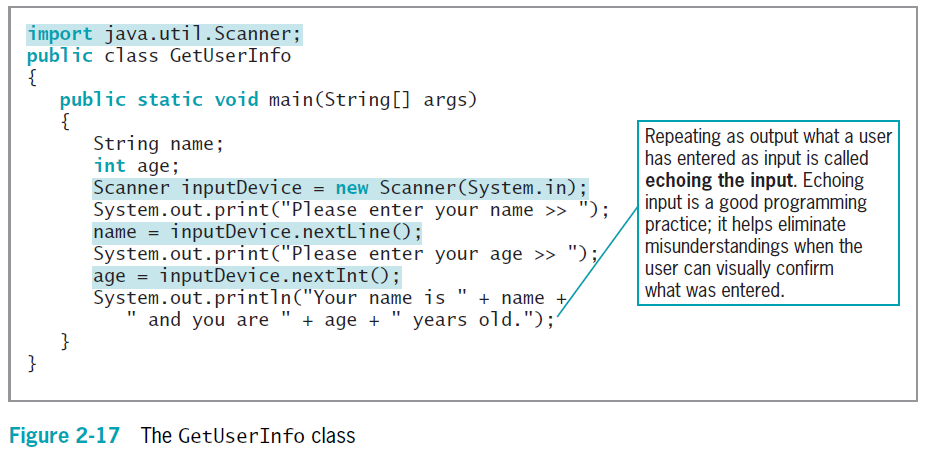 import java.util.Scanner;
public class GetUserInfo
{
public static void main(String[] args)
{
String name;
int age;
Scanner inputDevice = new Scanner(System.in);
System.out.print("Please enter your name >> ");
name = inputDevice.nextLine();
System.out.print("Please enter your age >> ");
age = inputDevice.nextInt();
System.out.println("Your name is " + name +
" and you are " + age + " years old.");
}
}
Repeating as output what a user
has entered as input is called
echoing the input. Echoing
input is a good programming
practice; it helps eliminate
misunderstandings when the
user can visually confirm
what was entered.
Figure 2-17 The GetUserInfo class